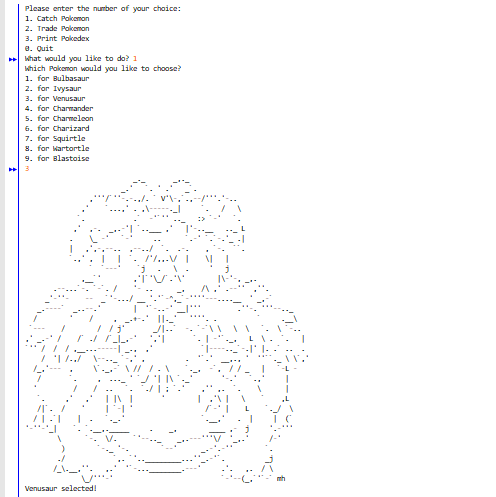 Please enter the number of your choice:
1. Catch Pokemon
2. Trade Pokemon
3. Print Pokedex
0. Quit
What would you like to do? 1
Which Pokemon would you like to choose?
1. for Bulbasaur
2. for Ivysaur
3. for Venusaur
4. for Charmander
5. for Charmeleon
6. for Charizard
7. for Squirtle
8. for Wartortle
9. for Blastoise
3
mh
Venusaur selected!